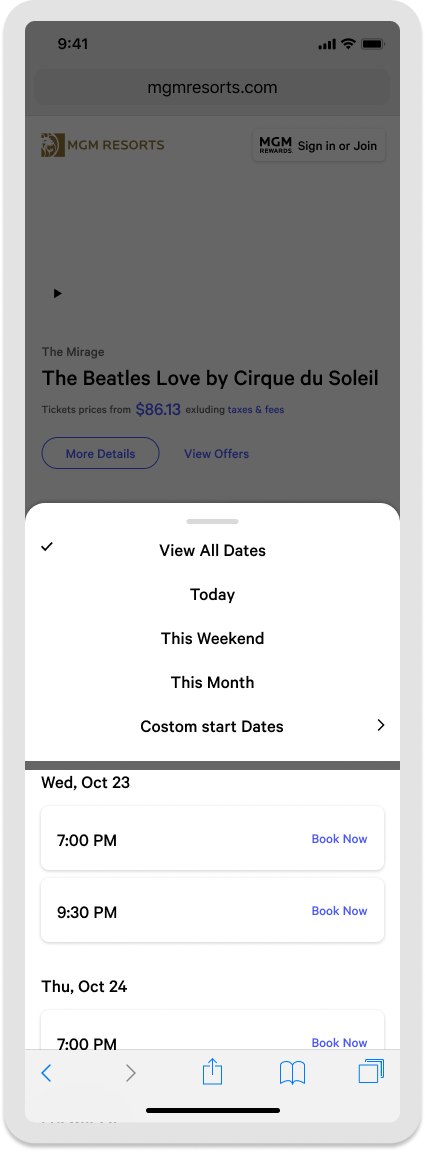 9:41
mgmresorts.com
MGM RESORTS
MGM REWARDS Sign in or Join
The Mirage
The Beatles Love by Cirque du Soleil
Tickets prices from $86.13 exluding taxes & fees
More Details View Offers
View All Dates
Today
This Weekend
This Month
Costom start Dates
Wed, Oct 23
7:00 PM Book Now
9:30 PM Book Now
Thu, Oct 24
7:00 PM Book Now